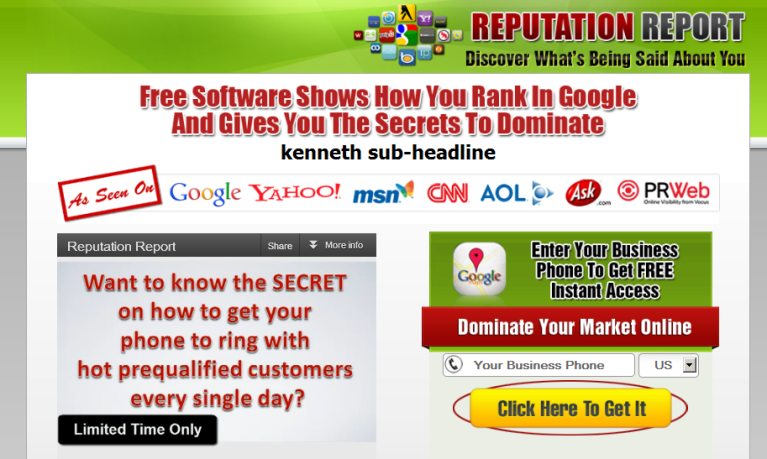 REPUTATION REPORT
Discover What's Being Said About You
Free Software Shows How You Rank In Google
And Gives You The Secrets To Dominate
kenneth sub-headline
As Seen On Google YAHOO! msn CNN AOL Ask.com PRWeb
Online Visibility from Vocus
Reputation Report Share More info
Want to know the SECRET
on how to get your
phone to ring with
hot prequalified customers
every single day?
Limited Time Only
Google
Enter Your Business
Phone To Get FREE
Instant Access
Dominate Your Market Online
Your Business Phone US
Click Here To Get It